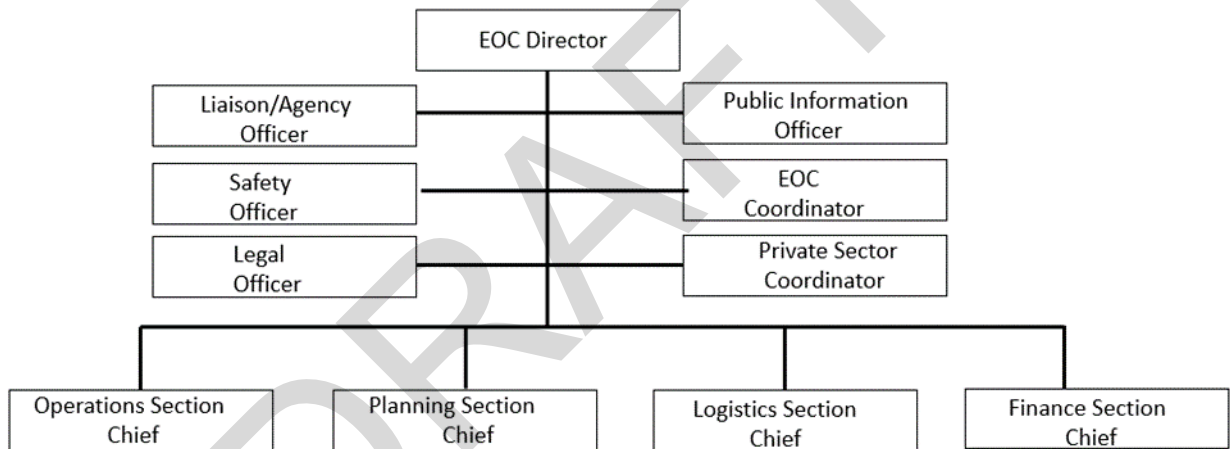 EOC Director
Liaison/Agency
Officer
Public Information
Officer
Safety
Officer
EOC
Coordinator
Legal
Officer
Private Sector
Coordinator
Operations Section
Chief
Planning Section
Chief
Logistics Section
Chief
Finance Section
Chief
DRAFT